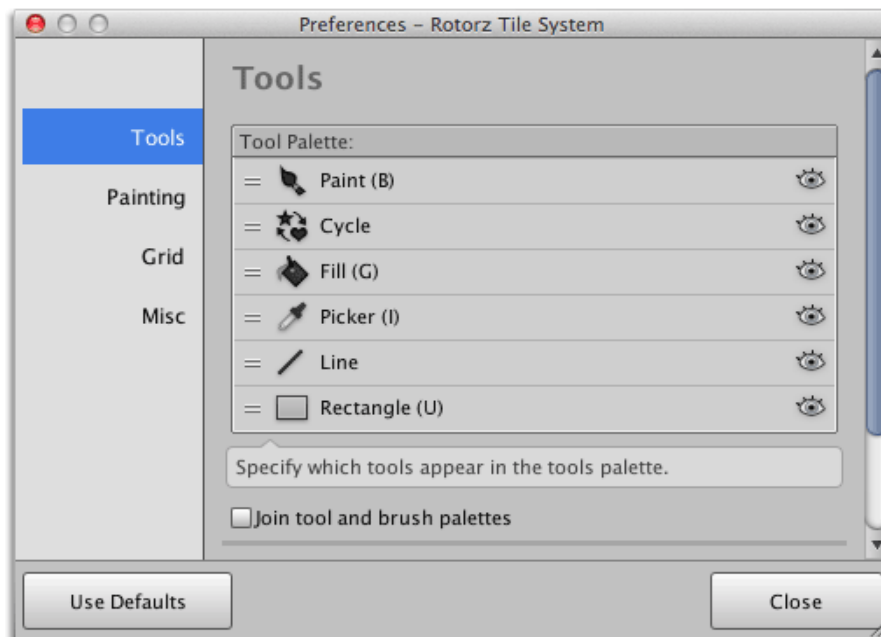 Preferences – Rotorz Tile System
Tools
Painting
Grid
Misc
Tools
Tool Palette:
Paint (B)
Cycle
Fill (G)
Picker (I)
Line
Rectangle (U)
Specify which tools appear in the tools palette.
Join tool and brush palettes
Use Defaults
Close